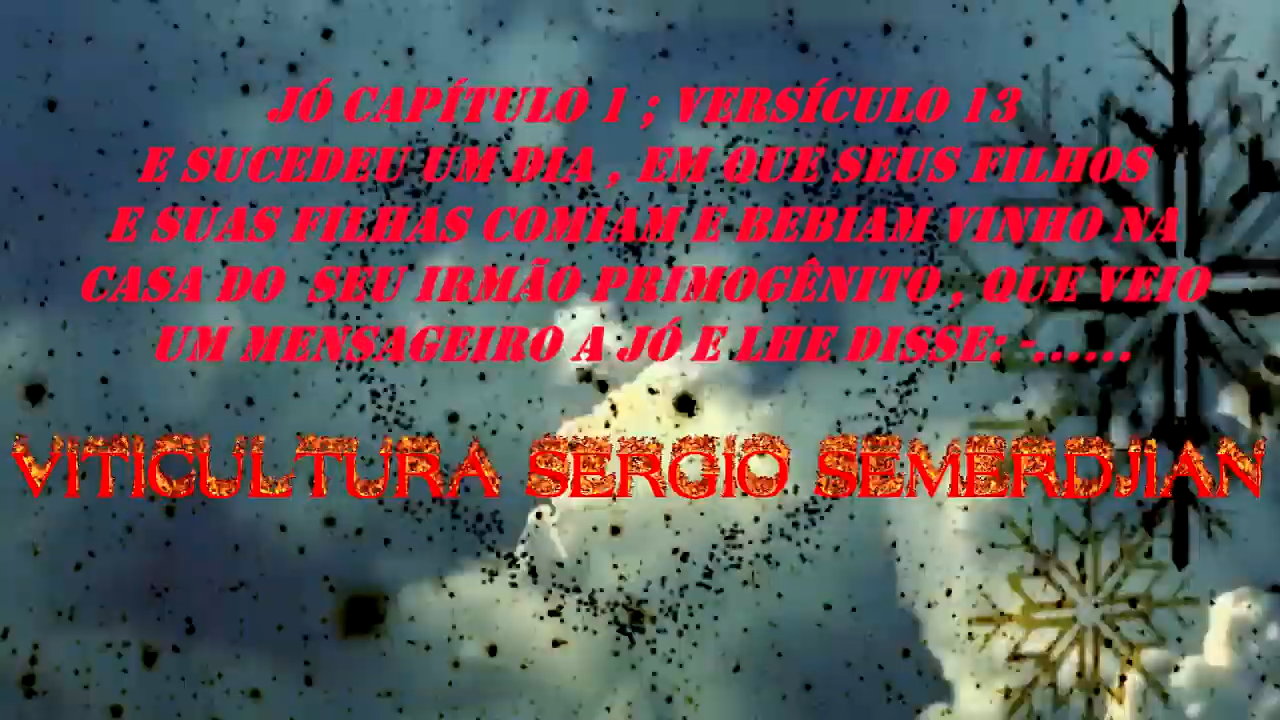 JÓ CAPÍTULO 1 ; VERSÍCULO 13
E SUCEDEU UM DIA , EM QUE SEUS FILHOS
E SUAS FILHAS COMIAM E BEBIAM VINHO NA
CASA DO SEU IRMÃO PRIMOGÊNITO , QUE VEIO
UM MENSAGEIRO A JÓ E LHE DISSE: -......
VITICULTURA SERGIO SEMERDJIAN